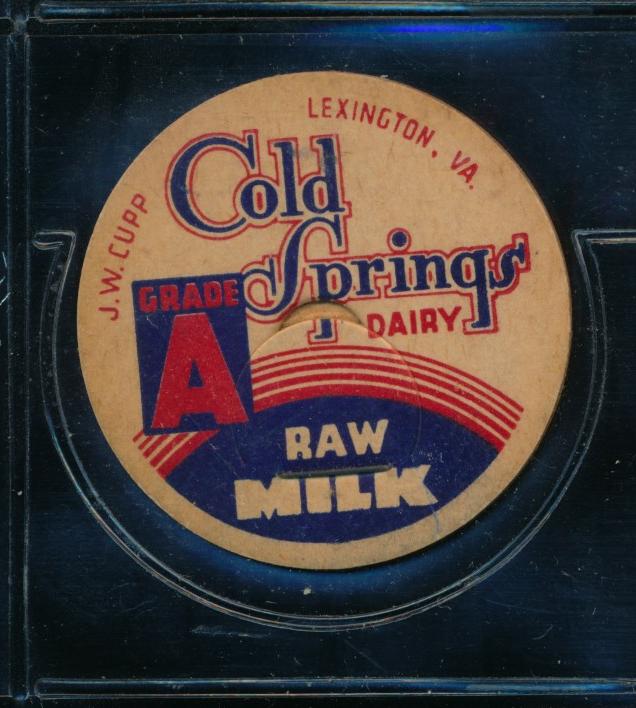 LEXINGTON, VA.
J.W. CUPP
Cold
Springs
DAIRY
GRADE
A
RAW
MILK